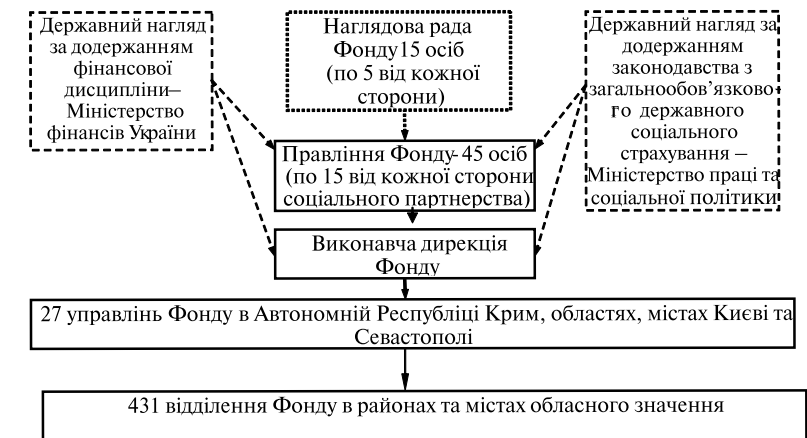 Державний нагляд
за додержанням
фінансової
дисципліни–
Міністерство
фінансів України
Наглядова рада
Фонду15 осіб
(по 5 від кожної
сторони)
Державний нагляд за
додержанням
законодавства з
загальнообов’язково-
го державного
соціального
страхування –
Міністерство праці та
соціальної політики
Правління Фонду- 45 осіб
(по 15 від кожної сторони
соціального партнерства)
Виконавча дирекція
Фонду
27 управлінь Фонду в Автономній Республіці Крим, областях, містах Києві та
Севастополі
431 відділення Фонду в районах та містах обласного значення